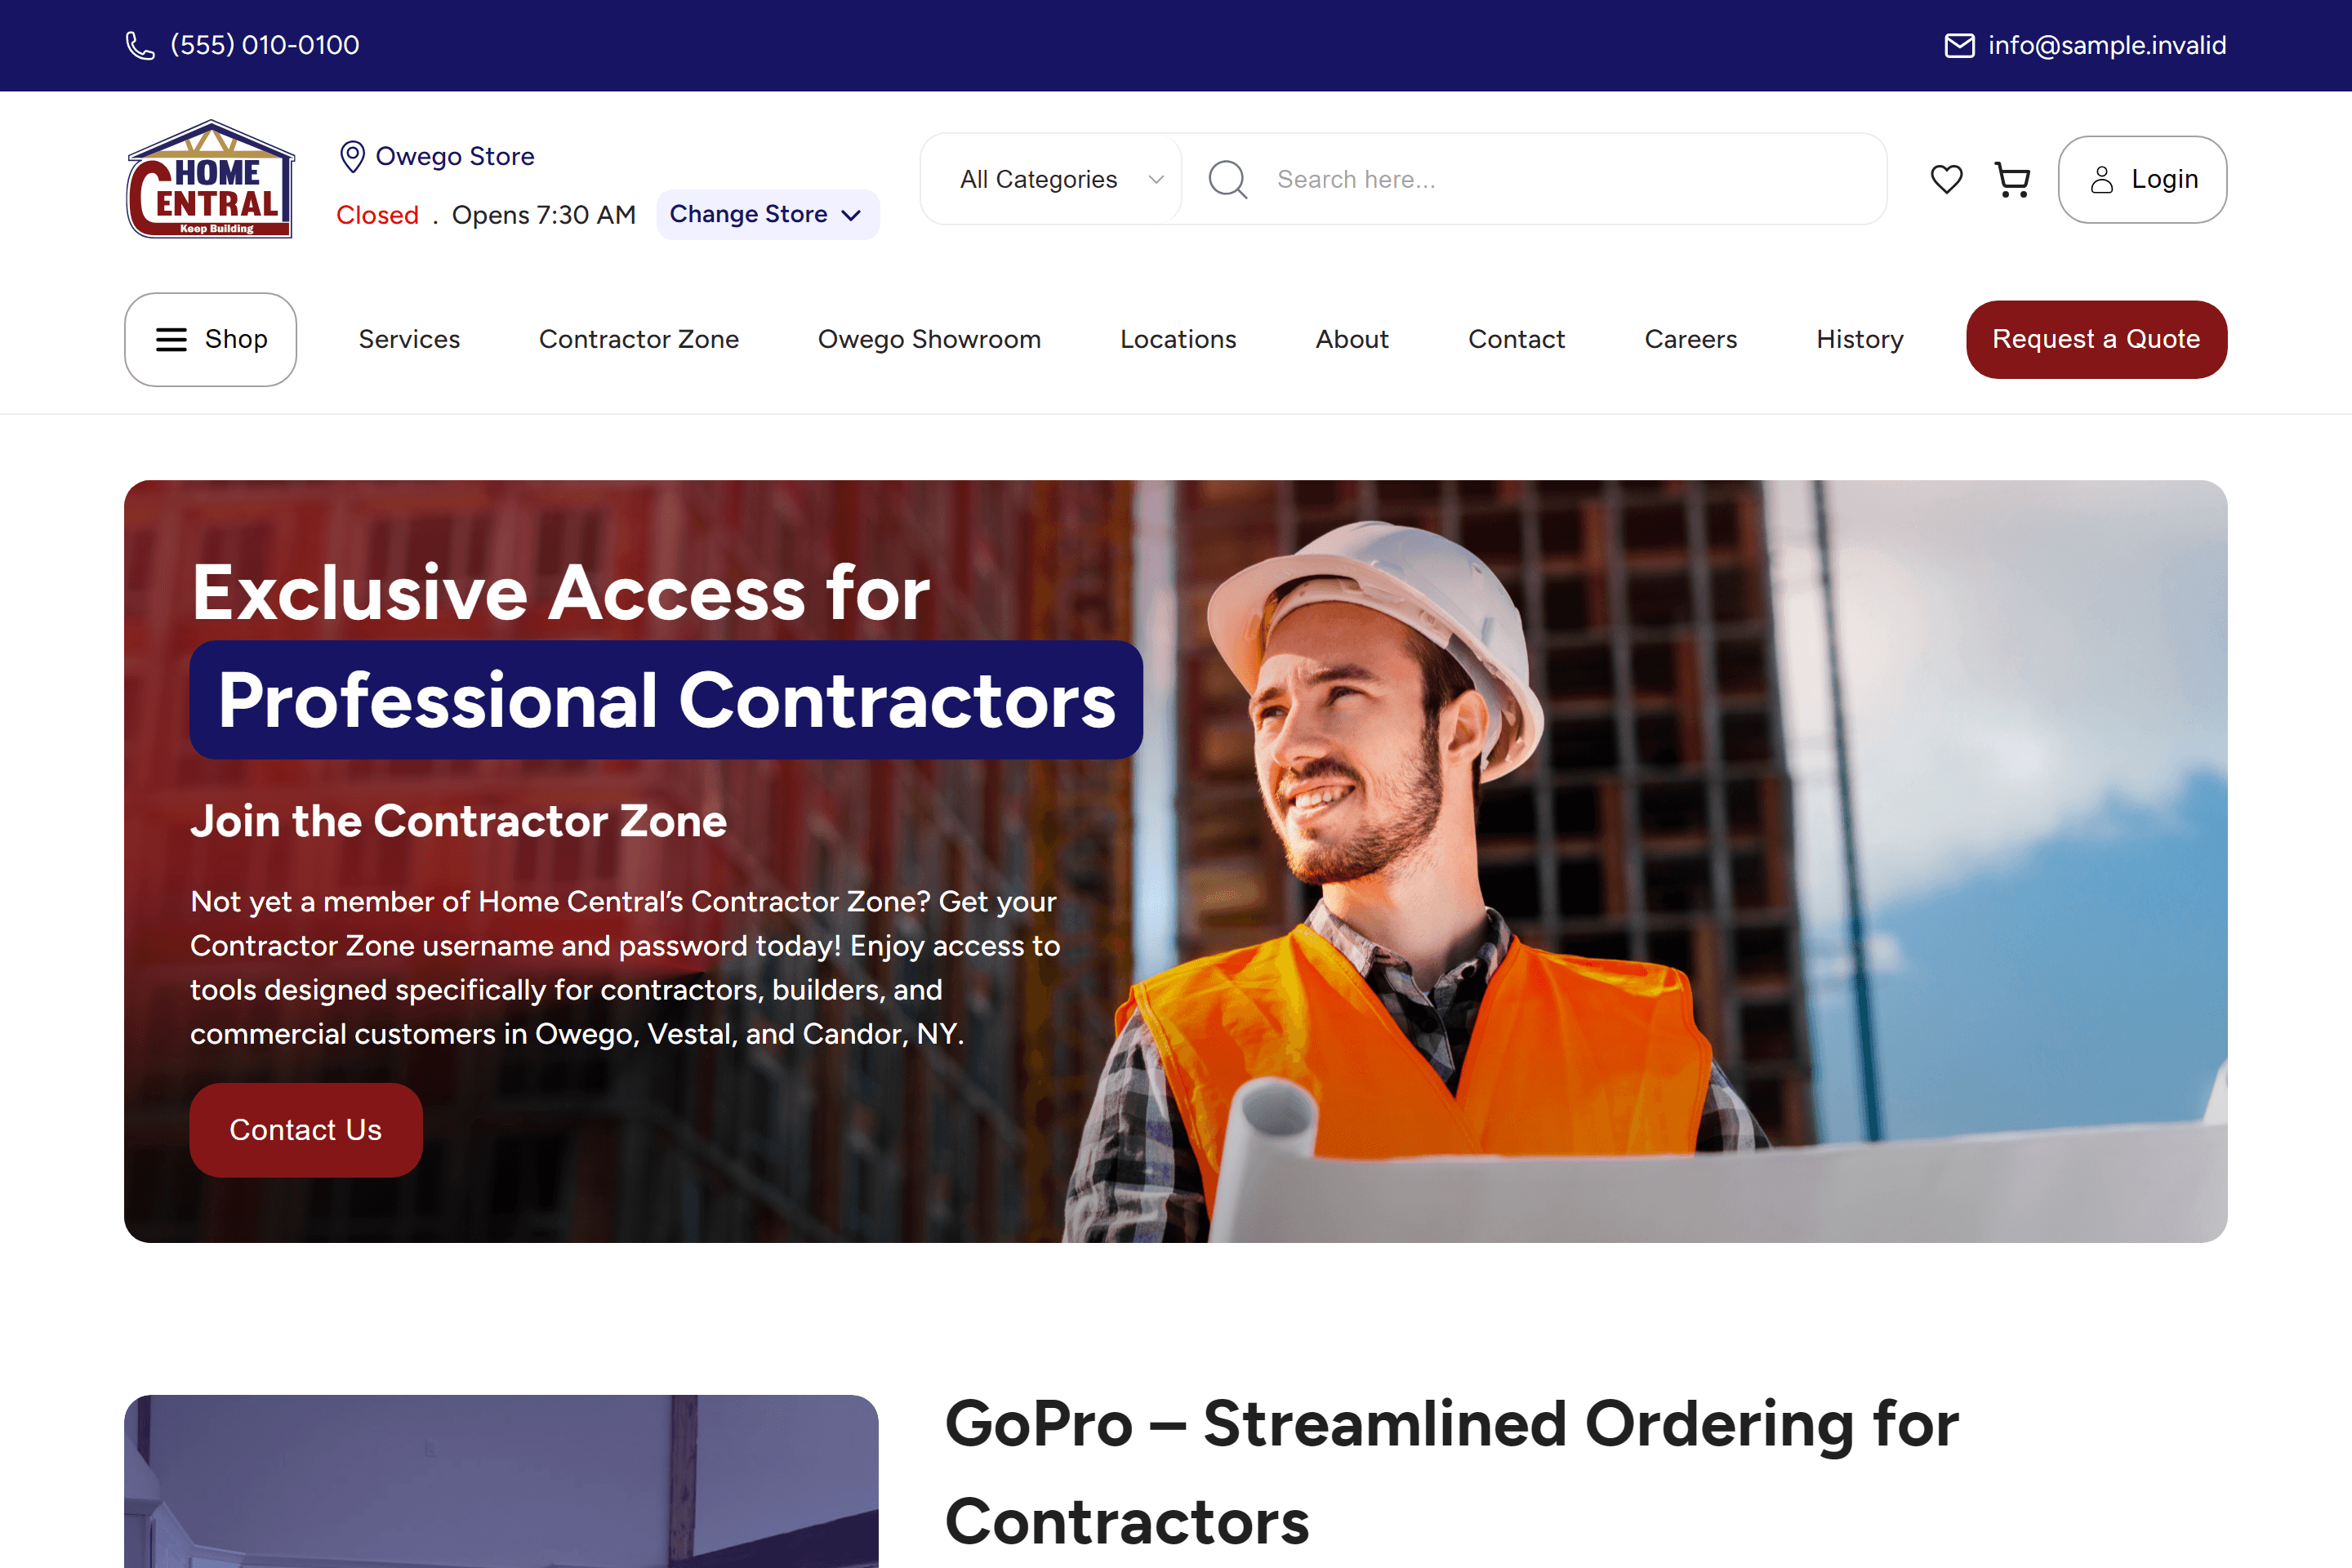 (555) 010-0100
info@sample.invalid
HOME
CENTRAL
Keep Building
Owego Store
Closed . Opens 7:30 AM
Change Store
All Categories
Search here...
Login
Shop
Services
Contractor Zone
Owego Showroom
Locations
About
Contact
Careers
History
Request a Quote
Exclusive Access for
Professional Contractors
Join the Contractor Zone
Not yet a member of Home Central’s Contractor Zone? Get your
Contractor Zone username and password today! Enjoy access to
tools designed specifically for contractors, builders, and
commercial customers in Owego, Vestal, and Candor, NY.
Contact Us
GoPro – Streamlined Ordering for
Contractors